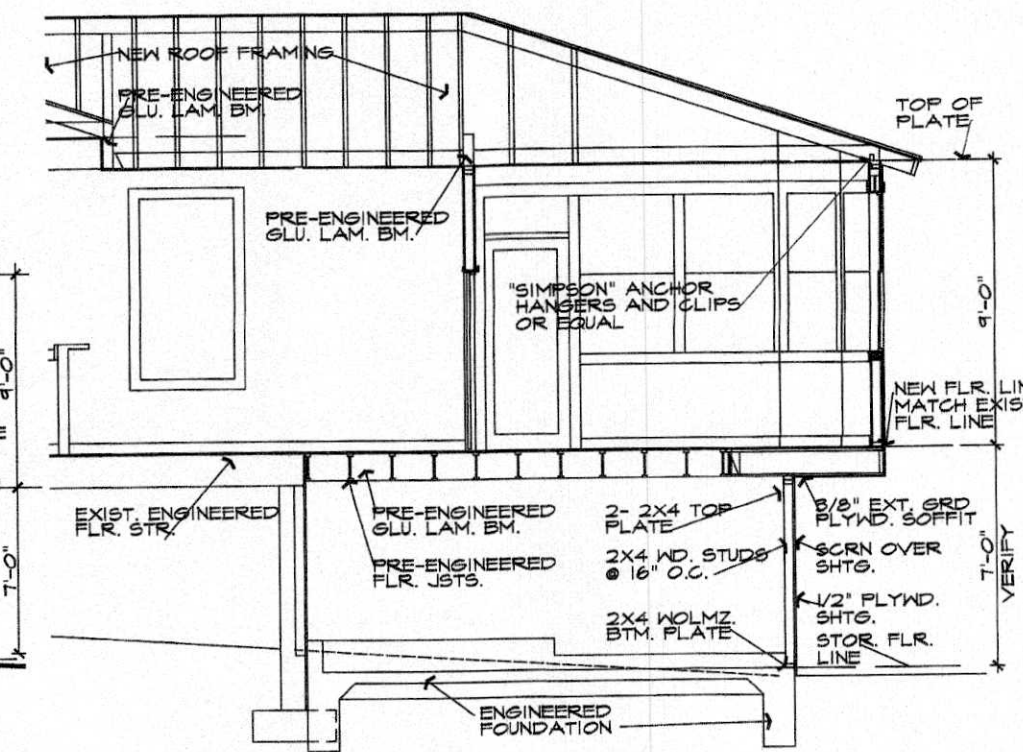 NEW ROOF FRAMING
PRE-ENGINEERED
GLU. LAM. BM.
TOP OF
PLATE
PRE-ENGINEERED
GLU. LAM. BM.
"SIMPSON" ANCHOR
HANGERS AND CLIPS
OR EQUAL
9'-0"
9'-0"
NEW FLR. LIN
MATCH EXIS
FLR. LINE
EXIST. ENGINEERED
FLR. STR.
PRE-ENGINEERED
GLU. LAM. BM.
PRE-ENGINEERED
FLR. JSTS.
2- 2X4 TOP
PLATE
2X4 WD. STUDS
@ 16" O.C.
2X4 WOLMZ.
BTM. PLATE
3/8" EXT. GRD
PLYWD. SOFFIT
SCRN OVER
SHTG.
1/2" PLYWD.
SHTG.
STOR. FLR.
LINE
7'-0"
7'-0"
VERIFY
ENGINEERED
FOUNDATION